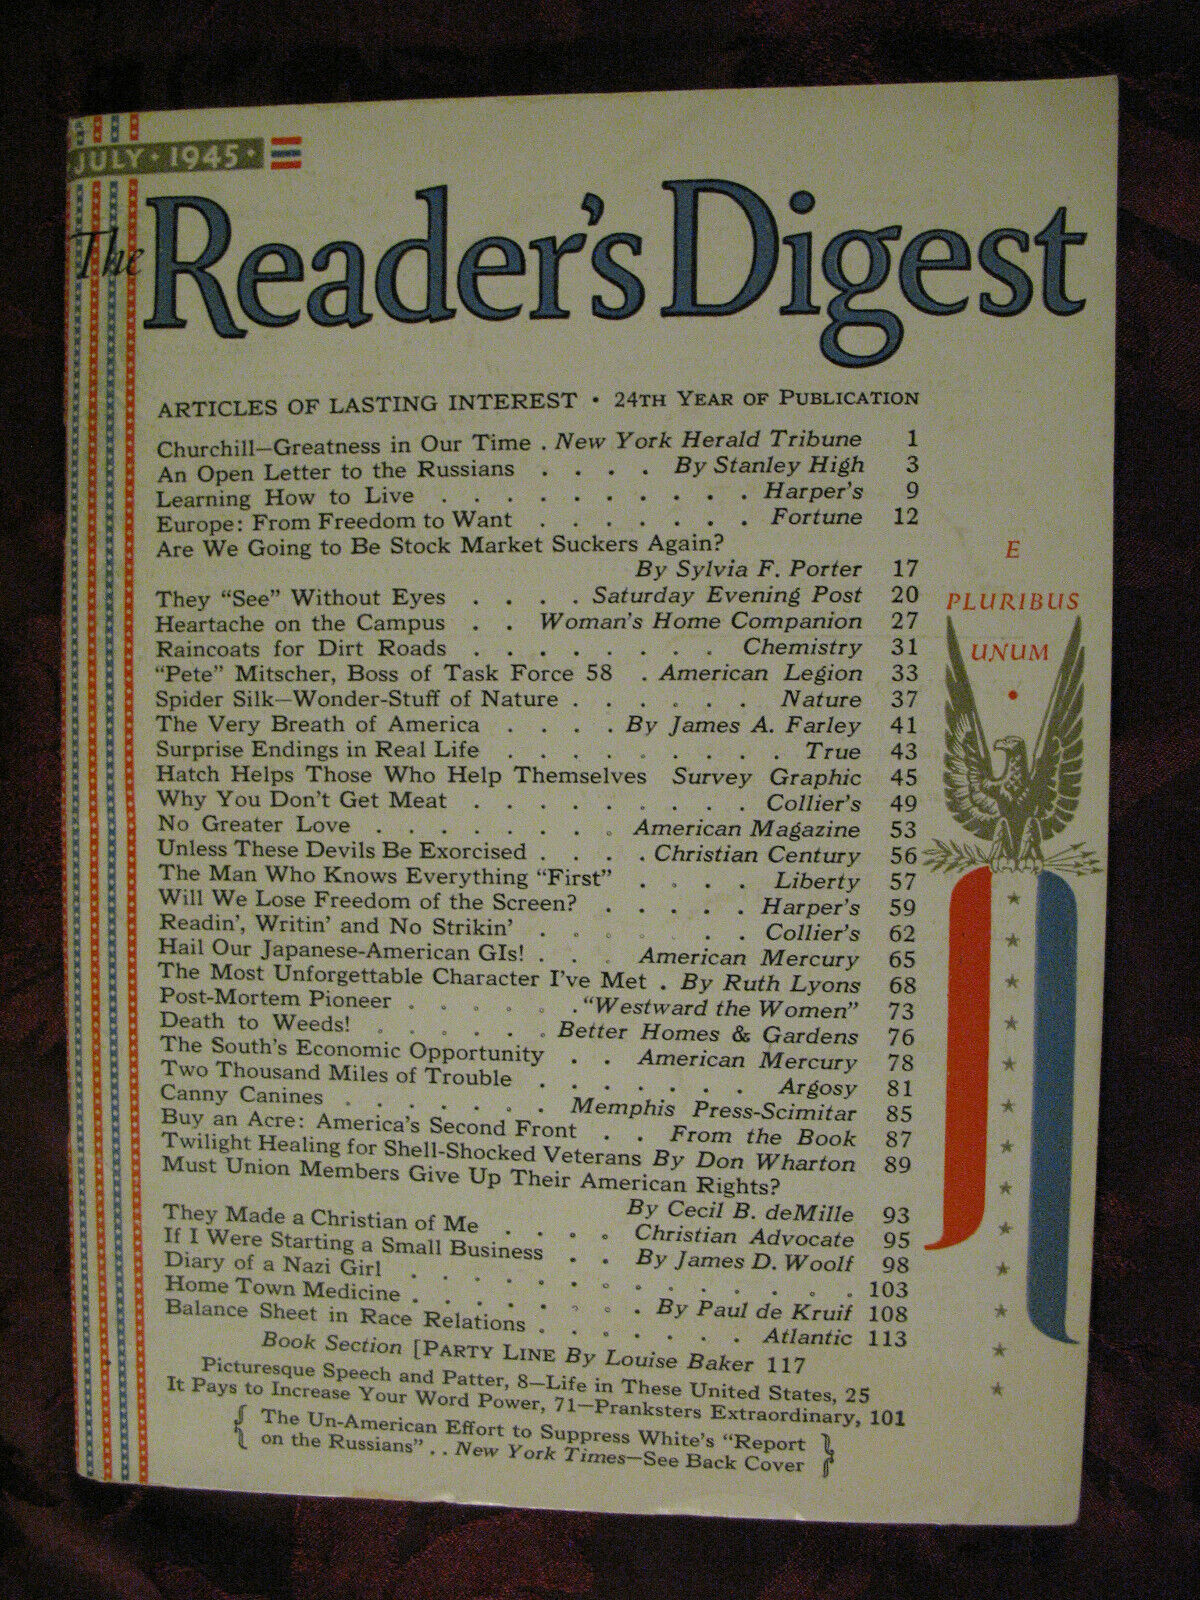 JULY · 1945 ·
The Reader's Digest
ARTICLES OF LASTING INTEREST · 24TH YEAR OF PUBLICATION
Churchill—Greatness in Our Time . New York Herald Tribune 1
An Open Letter to the Russians . . . . By Stanley High 3
Learning How to Live . . . . . . . . . . Harper's 9
Europe: From Freedom to Want . . . . . . . Fortune 12
Are We Going to Be Stock Market Suckers Again?
By Sylvia F. Porter 17
They "See" Without Eyes . . . . Saturday Evening Post 20
Heartache on the Campus . . Woman's Home Companion 27
Raincoats for Dirt Roads . . . . . . . . Chemistry 31
"Pete" Mitscher, Boss of Task Force 58 . American Legion 33
Spider Silk—Wonder-Stuff of Nature . . . . . . Nature 37
The Very Breath of America . . . . By James A. Farley 41
Surprise Endings in Real Life . . . . . . . . . True 43
Hatch Helps Those Who Help Themselves Survey Graphic 45
Why You Don't Get Meat . . . . . . . . . Collier's 49
No Greater Love . . . . . . . . American Magazine 53
Unless These Devils Be Exorcised . . . . Christian Century 56
The Man Who Knows Everything "First" . . . . Liberty 57
Will We Lose Freedom of the Screen? . . . . . Harper's 59
Readin', Writin' and No Strikin' . . . . . . Collier's 62
Hail Our Japanese-American GIs! . . . American Mercury 65
The Most Unforgettable Character I've Met . By Ruth Lyons 68
Post-Mortem Pioneer . . . . . . "Westward the Women" 73
Death to Weeds! . . . . . . Better Homes & Gardens 76
The South's Economic Opportunity . . American Mercury 78
Two Thousand Miles of Trouble . . . . . . . Argosy 81
Canny Canines . . . . . . . Memphis Press-Scimitar 85
Buy an Acre: America's Second Front . . From the Book 87
Twilight Healing for Shell-Shocked Veterans By Don Wharton 89
Must Union Members Give Up Their American Rights?
By Cecil B. deMille 93
They Made a Christian of Me . . . . Christian Advocate 95
If I Were Starting a Small Business . . By James D. Woolf 98
Diary of a Nazi Girl . . . . . . . . . . . . . 103
Home Town Medicine . . . . . . . . By Paul de Kruif 108
Balance Sheet in Race Relations . . . . . . . Atlantic 113
Book Section [PARTY LINE By Louise Baker 117
Picturesque Speech and Patter, 8—Life in These United States, 25
It Pays to Increase Your Word Power, 71—Pranksters Extraordinary, 101
{ The Un-American Effort to Suppress White's "Report }
on the Russians" . . New York Times—See Back Cover
E
PLURIBUS
UNUM
·